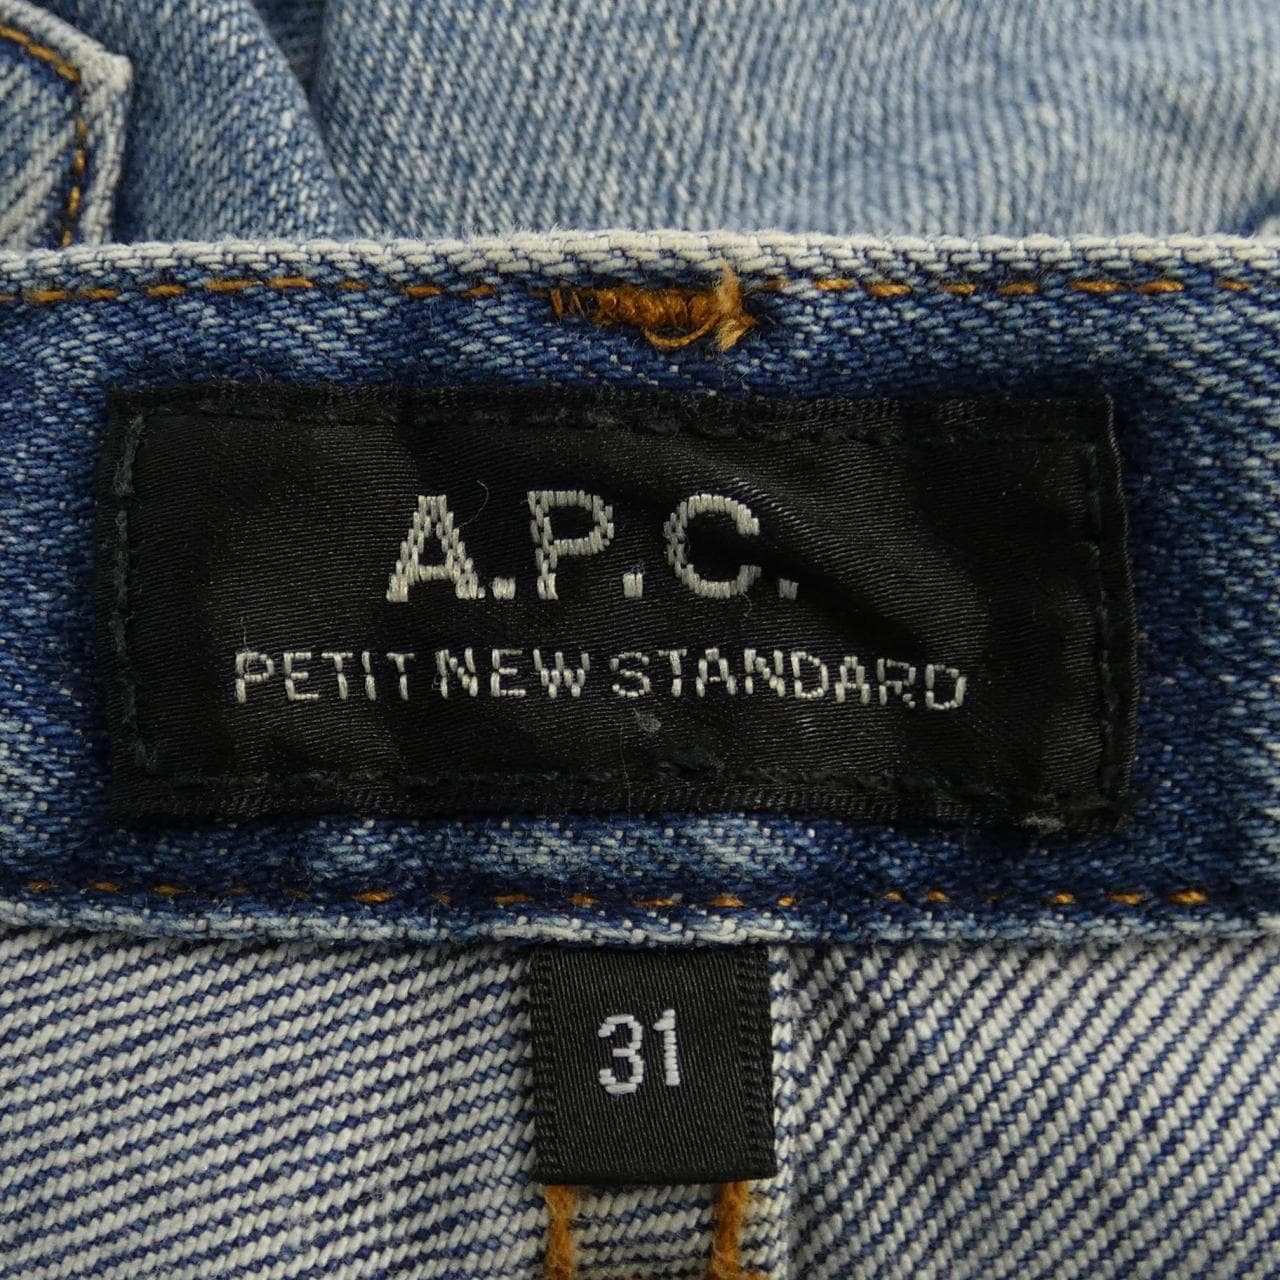 A.P.C.
PETIT NEW STANDARD
31